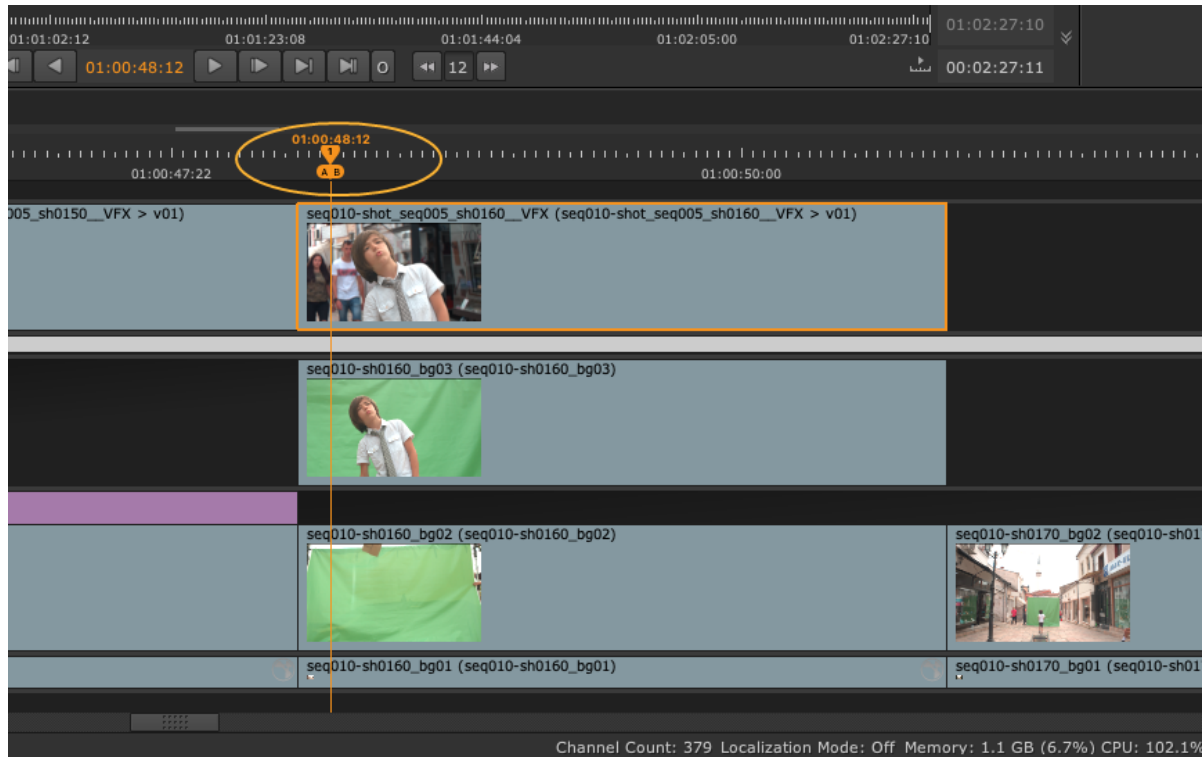 01:02:27:10
01:01:02:12 01:01:23:08 01:01:44:04 01:02:05:00 01:02:27:10
01:00:48:12 O 12 00:02:27:11
01:00:48:12
1
A B
01:00:47:22 01:00:50:00
005_sh0150__VFX > v01) seq010-shot_seq005_sh0160__VFX (seq010-shot_seq005_sh0160__VFX > v01)
seq010-sh0160_bg03 (seq010-sh0160_bg03)
seq010-sh0160_bg02 (seq010-sh0160_bg02) seq010-sh0170_bg02 (seq010-sh01
seq010-sh0160_bg01 (seq010-sh0160_bg01) seq010-sh0170_bg01 (seq010-sh01
Channel Count: 379 Localization Mode: Off Memory: 1.1 GB (6.7%) CPU: 102.1%